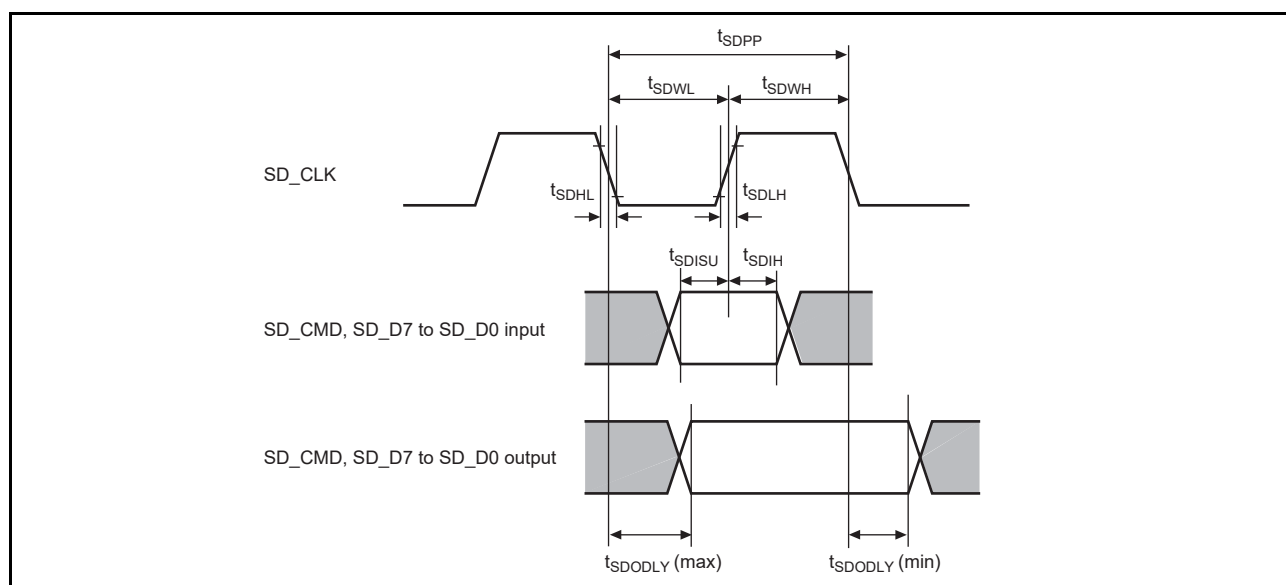 tSDPP
tSDWL tSDWH
SD_CLK
tSDHL tSDLH
tSDISU tSDIH
SD_CMD, SD_D7 to SD_D0 input
SD_CMD, SD_D7 to SD_D0 output
tSDODLY (max) tSDODLY (min)